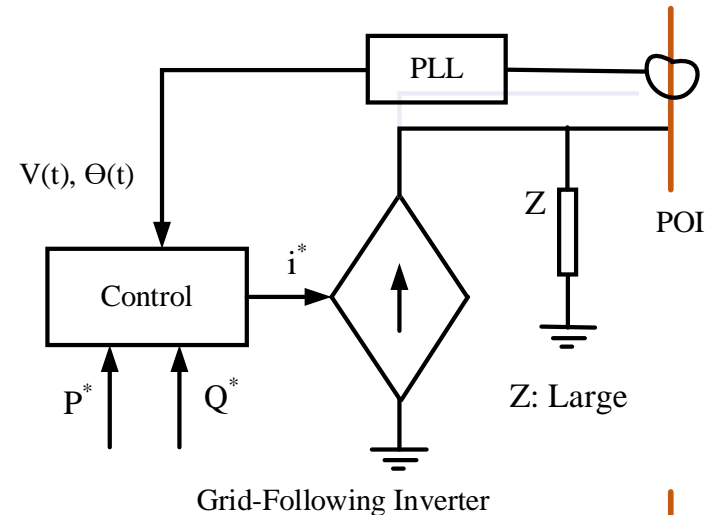 PLL
V(t), Ɵ(t)
Z
POI
i*
Control
P*
Q*
Z: Large
Grid-Following Inverter